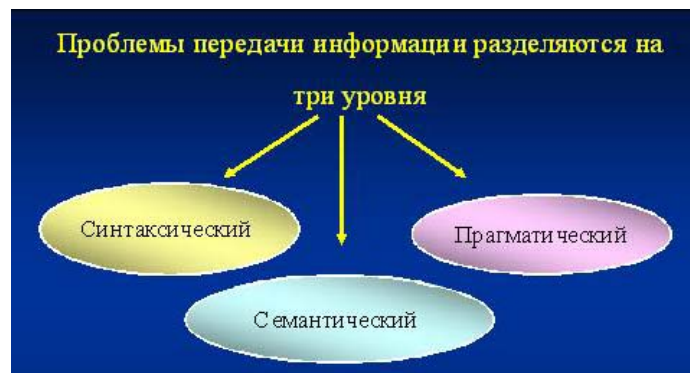 Проблемы передачи информации разделяются на
три уровня
Синтаксический
Прагматический
Семантический